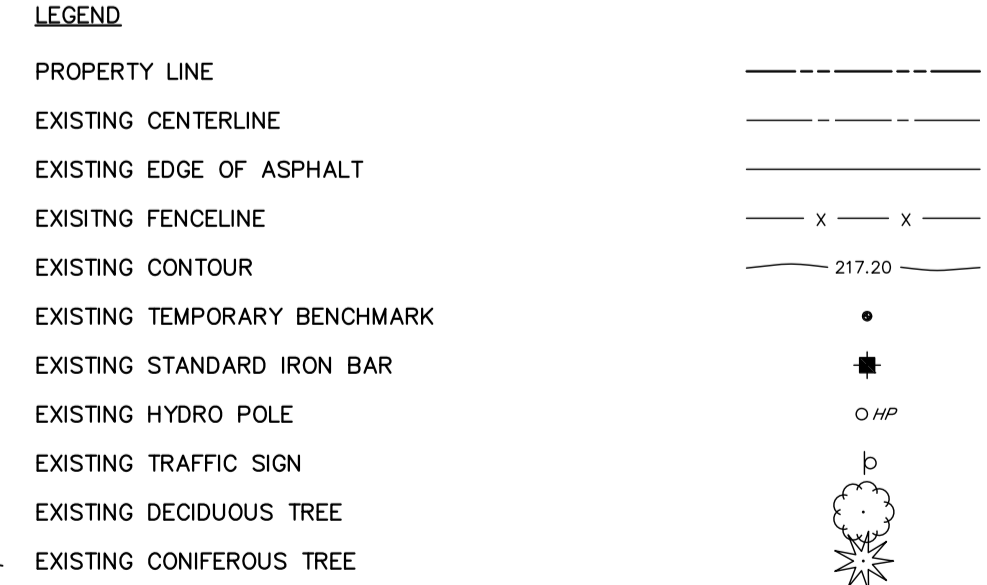 LEGEND
PROPERTY LINE
EXISTING CENTERLINE
EXISTING EDGE OF ASPHALT
EXISITNG FENCELINE X X
EXISTING CONTOUR 217.20
EXISTING TEMPORARY BENCHMARK
EXISTING STANDARD IRON BAR
EXISTING HYDRO POLE HP
EXISTING TRAFFIC SIGN
EXISTING DECIDUOUS TREE
EXISTING CONIFEROUS TREE